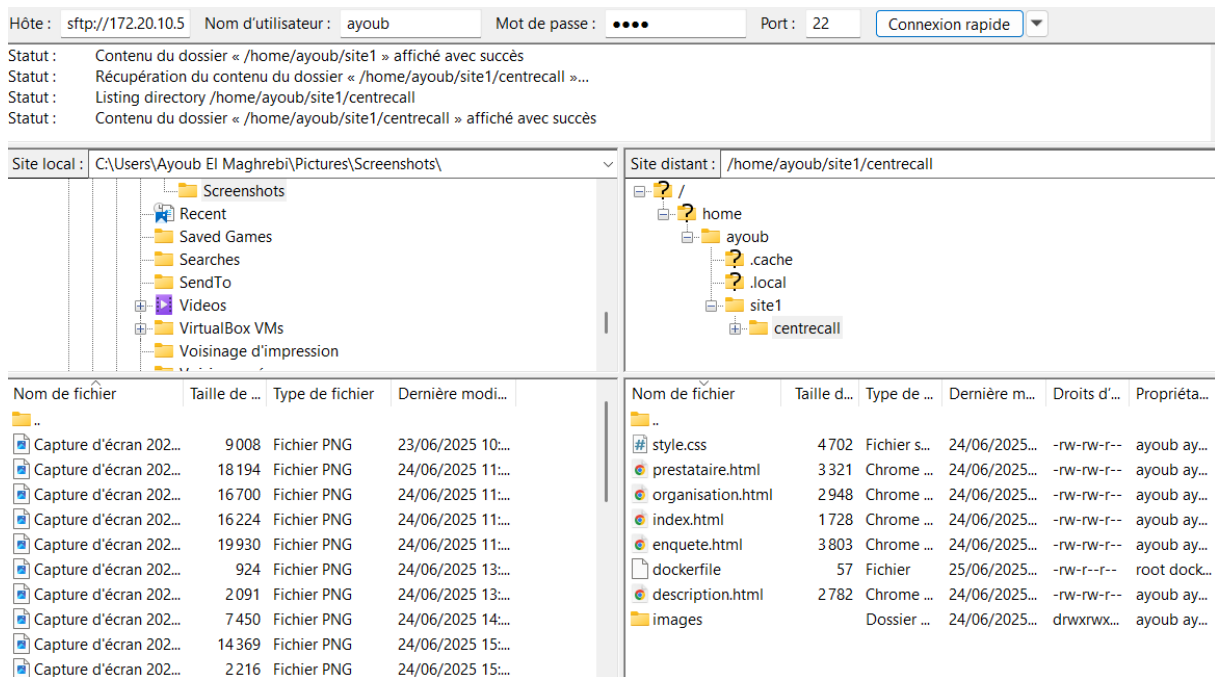 Hôte : sftp://172.20.10.5 Nom d'utilisateur : ayoub Mot de passe : •••• Port : 22 Connexion rapide
Statut : Contenu du dossier « /home/ayoub/site1 » affiché avec succès
Statut : Récupération du contenu du dossier « /home/ayoub/site1/centrecall »...
Statut : Listing directory /home/ayoub/site1/centrecall
Statut : Contenu du dossier « /home/ayoub/site1/centrecall » affiché avec succès
Site local : C:\Users\Ayoub El Maghrebi\Pictures\Screenshots\
Screenshots
Recent
Saved Games
Searches
SendTo
Videos
VirtualBox VMs
Voisinage d'impression
Site distant : /home/ayoub/site1/centrecall
/
home
ayoub
.cache
.local
site1
centrecall
Nom de fichier Taille de ... Type de fichier Dernière modi...
..
Capture d'écran 202... 9 008 Fichier PNG 23/06/2025 10:...
Capture d'écran 202... 18 194 Fichier PNG 24/06/2025 11:...
Capture d'écran 202... 16 700 Fichier PNG 24/06/2025 11:...
Capture d'écran 202... 16 224 Fichier PNG 24/06/2025 11:...
Capture d'écran 202... 19 930 Fichier PNG 24/06/2025 11:...
Capture d'écran 202... 924 Fichier PNG 24/06/2025 13:...
Capture d'écran 202... 2 091 Fichier PNG 24/06/2025 13:...
Capture d'écran 202... 7 450 Fichier PNG 24/06/2025 14:...
Capture d'écran 202... 14 369 Fichier PNG 24/06/2025 15:...
Capture d'écran 202... 2 216 Fichier PNG 24/06/2025 15:...
Nom de fichier Taille d... Type de ... Dernière m... Droits d'... Propriéta...
..
style.css 4 702 Fichier s... 24/06/2025... -rw-rw-r-- ayoub ay...
prestataire.html 3 321 Chrome ... 24/06/2025... -rw-rw-r-- ayoub ay...
organisation.html 2 948 Chrome ... 24/06/2025... -rw-rw-r-- ayoub ay...
index.html 1 728 Chrome ... 24/06/2025... -rw-rw-r-- ayoub ay...
enquete.html 3 803 Chrome ... 24/06/2025... -rw-rw-r-- ayoub ay...
dockerfile 57 Fichier 25/06/2025... -rw-r--r-- root dock...
description.html 2 782 Chrome ... 24/06/2025... -rw-rw-r-- ayoub ay...
images Dossier ... 24/06/2025... drwxrwx... ayoub ay...